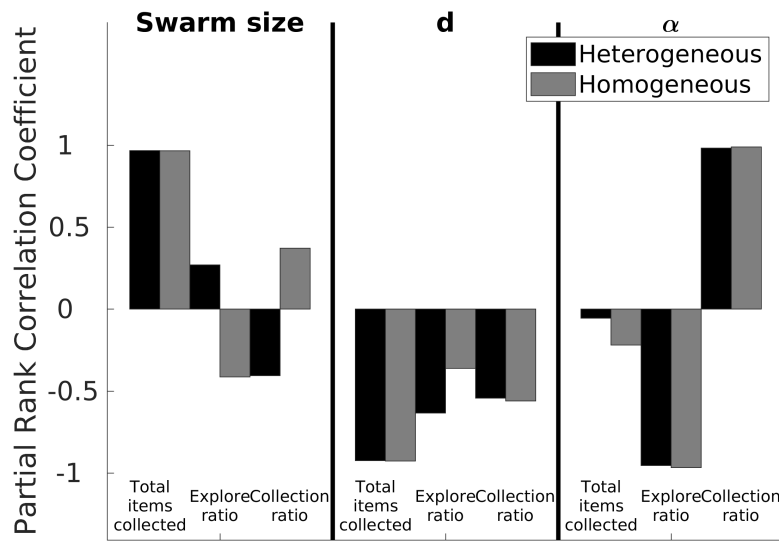 Swarm size
d
α
Heterogeneous
Homogeneous
Partial Rank Correlation Coefficient
1
0.5
0
-0.5
-1
Total
items
collected
Explore
ratio
Collection
ratio
Total
items
collected
Explore
ratio
Collection
ratio
Total
items
collected
Explore
ratio
Collection
ratio